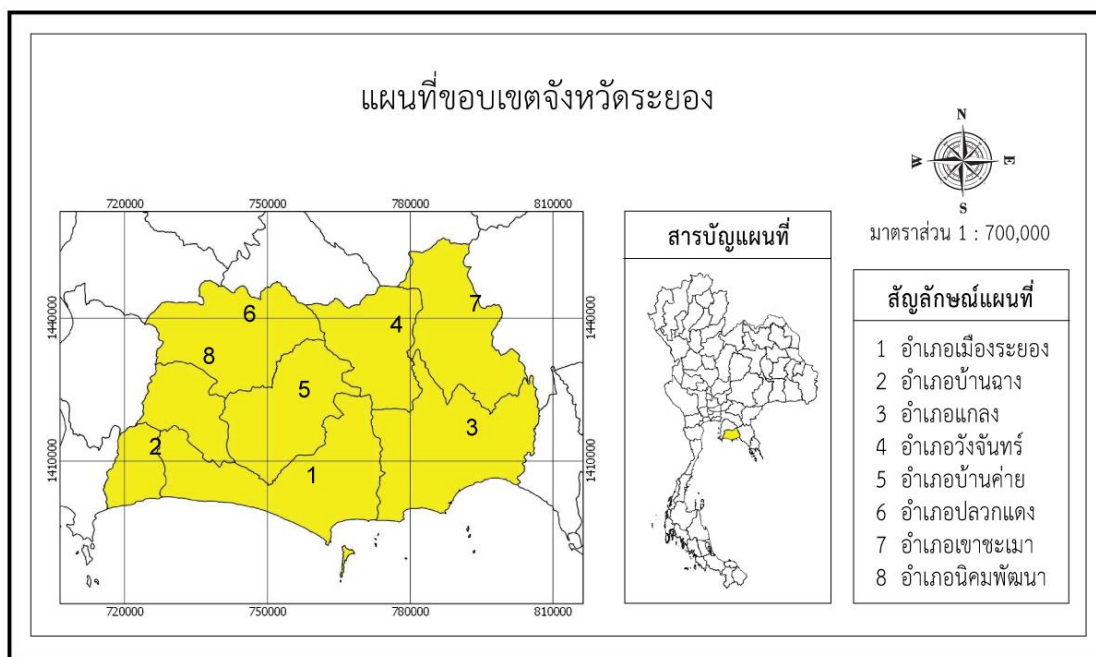 แผนที่ขอบเขตจังหวัดระยอง
N
W E
S
มาตราส่วน 1 : 700,000
720000 750000 780000 810000
1440000 1440000
1410000 1410000
6
4
7
8
5
3
2
1
720000 750000 780000 810000
สารบัญแผนที่
สัญลักษณ์แผนที่
1 อำเภอเมืองระยอง
2 อำเภอบ้านฉาง
3 อำเภอแกลง
4 อำเภอวังจันทร์
5 อำเภอบ้านค่าย
6 อำเภอปลวกแดง
7 อำเภอเขาชะเมา
8 อำเภอนิคมพัฒนา